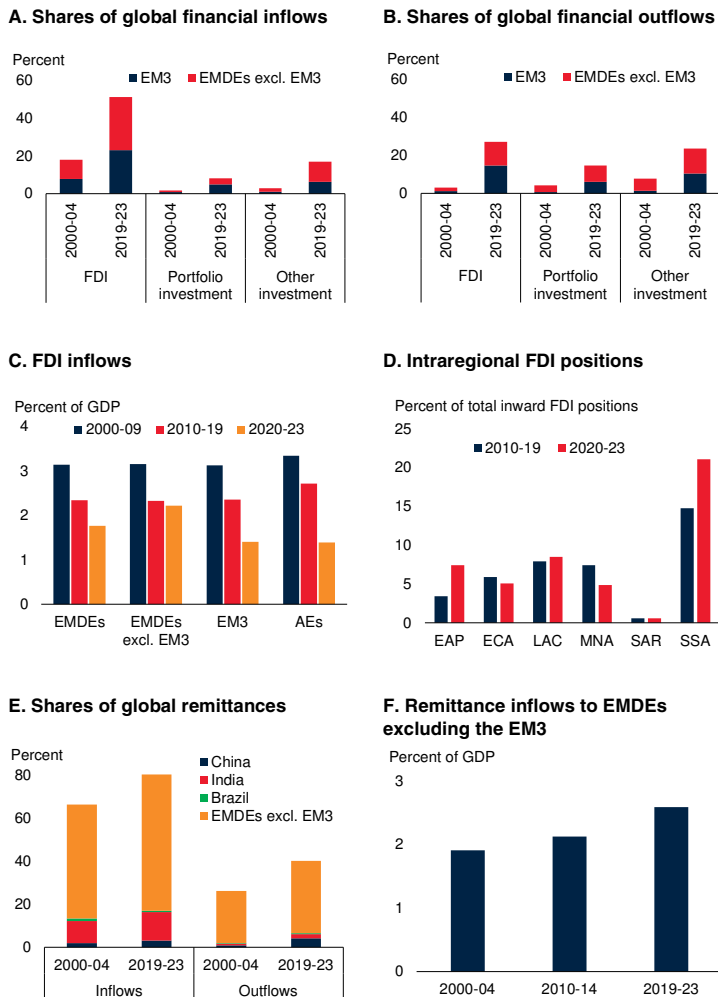 A. Shares of global financial inflows
Percent
60
40
20
0
EM3 EMDEs excl. EM3
2000-04
2019-23
2000-04
2019-23
2000-04
2019-23
FDI
Portfolio
investment
Other
investment
B. Shares of global financial outflows
Percent
60
40
20
0
EM3 EMDEs excl. EM3
2000-04
2019-23
2000-04
2019-23
2000-04
2019-23
FDI
Portfolio
investment
Other
investment
C. FDI inflows
Percent of GDP
4
3
2
1
0
2000-09 2010-19 2020-23
EMDEs
EMDEs
excl. EM3
EM3
AEs
D. Intraregional FDI positions
Percent of total inward FDI positions
25
20
15
10
5
0
2010-19 2020-23
EAP ECA LAC MNA SAR SSA
E. Shares of global remittances
Percent
80
60
40
20
0
China
India
Brazil
EMDEs excl. EM3
2000-04 2019-23 2000-04 2019-23
Inflows Outflows
F. Remittance inflows to EMDEs
excluding the EM3
Percent of GDP
3
2
1
0
2000-04 2010-14 2019-23